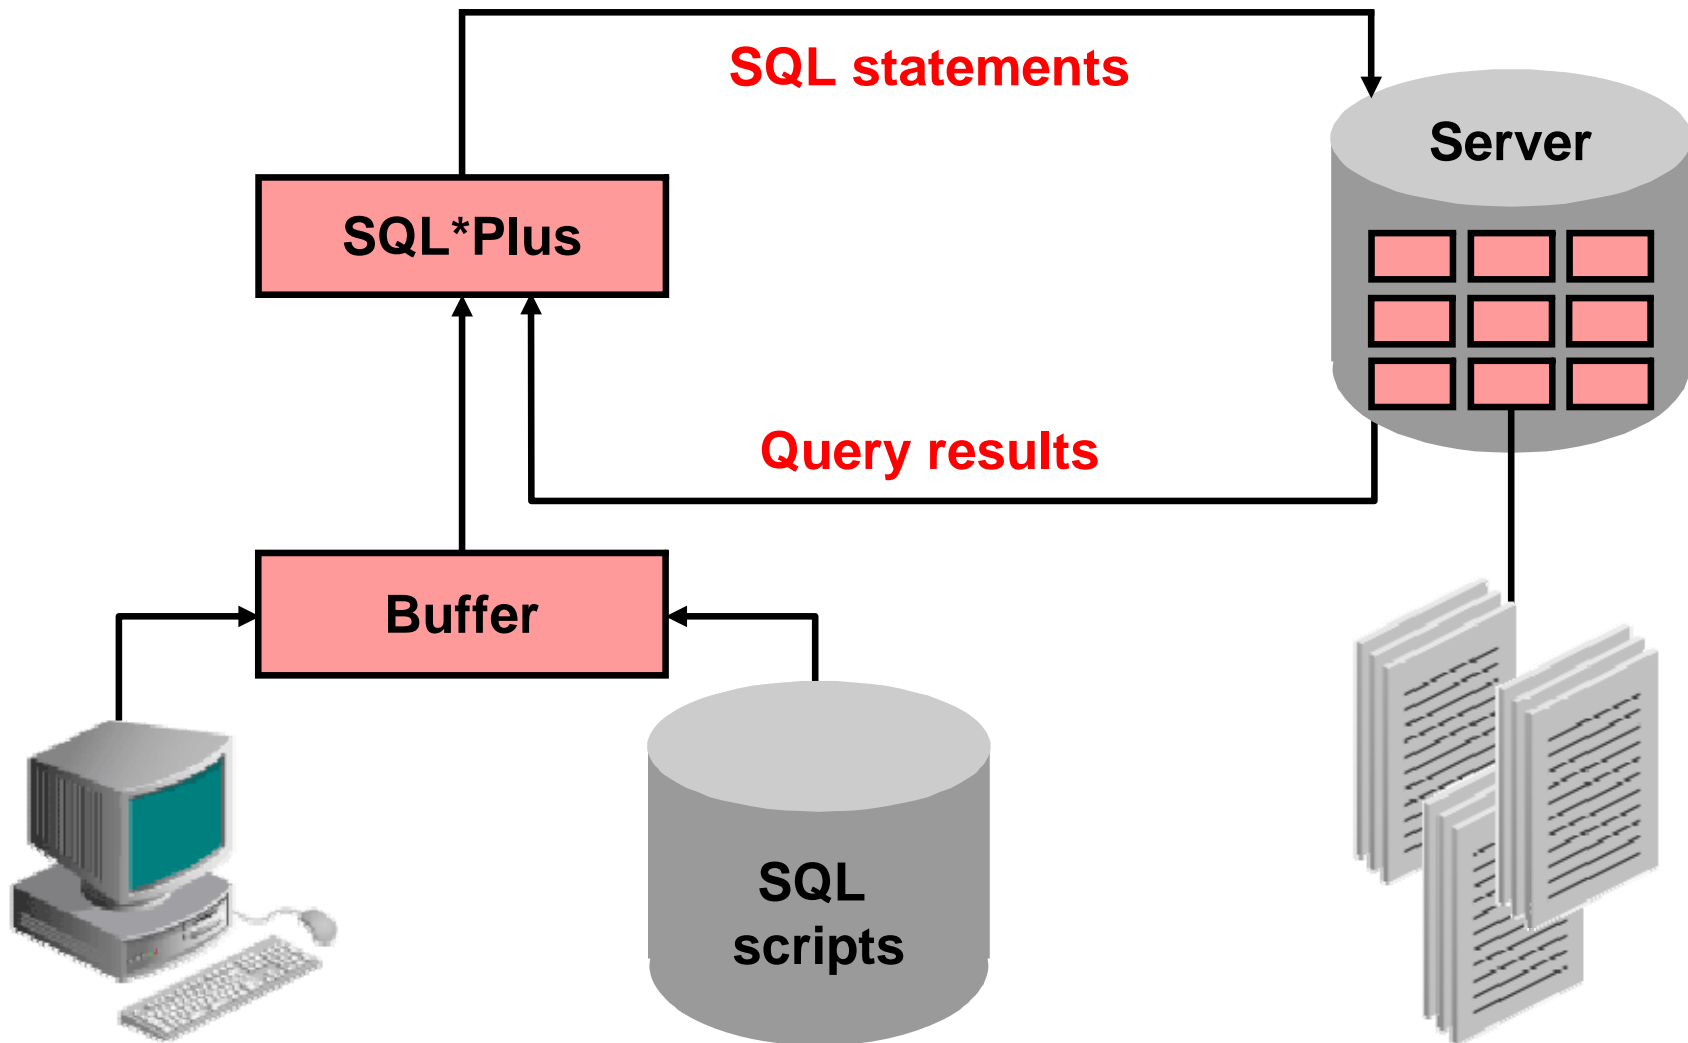 SQL statements
Server
SQL*Plus
Query results
Buffer
SQL
scripts